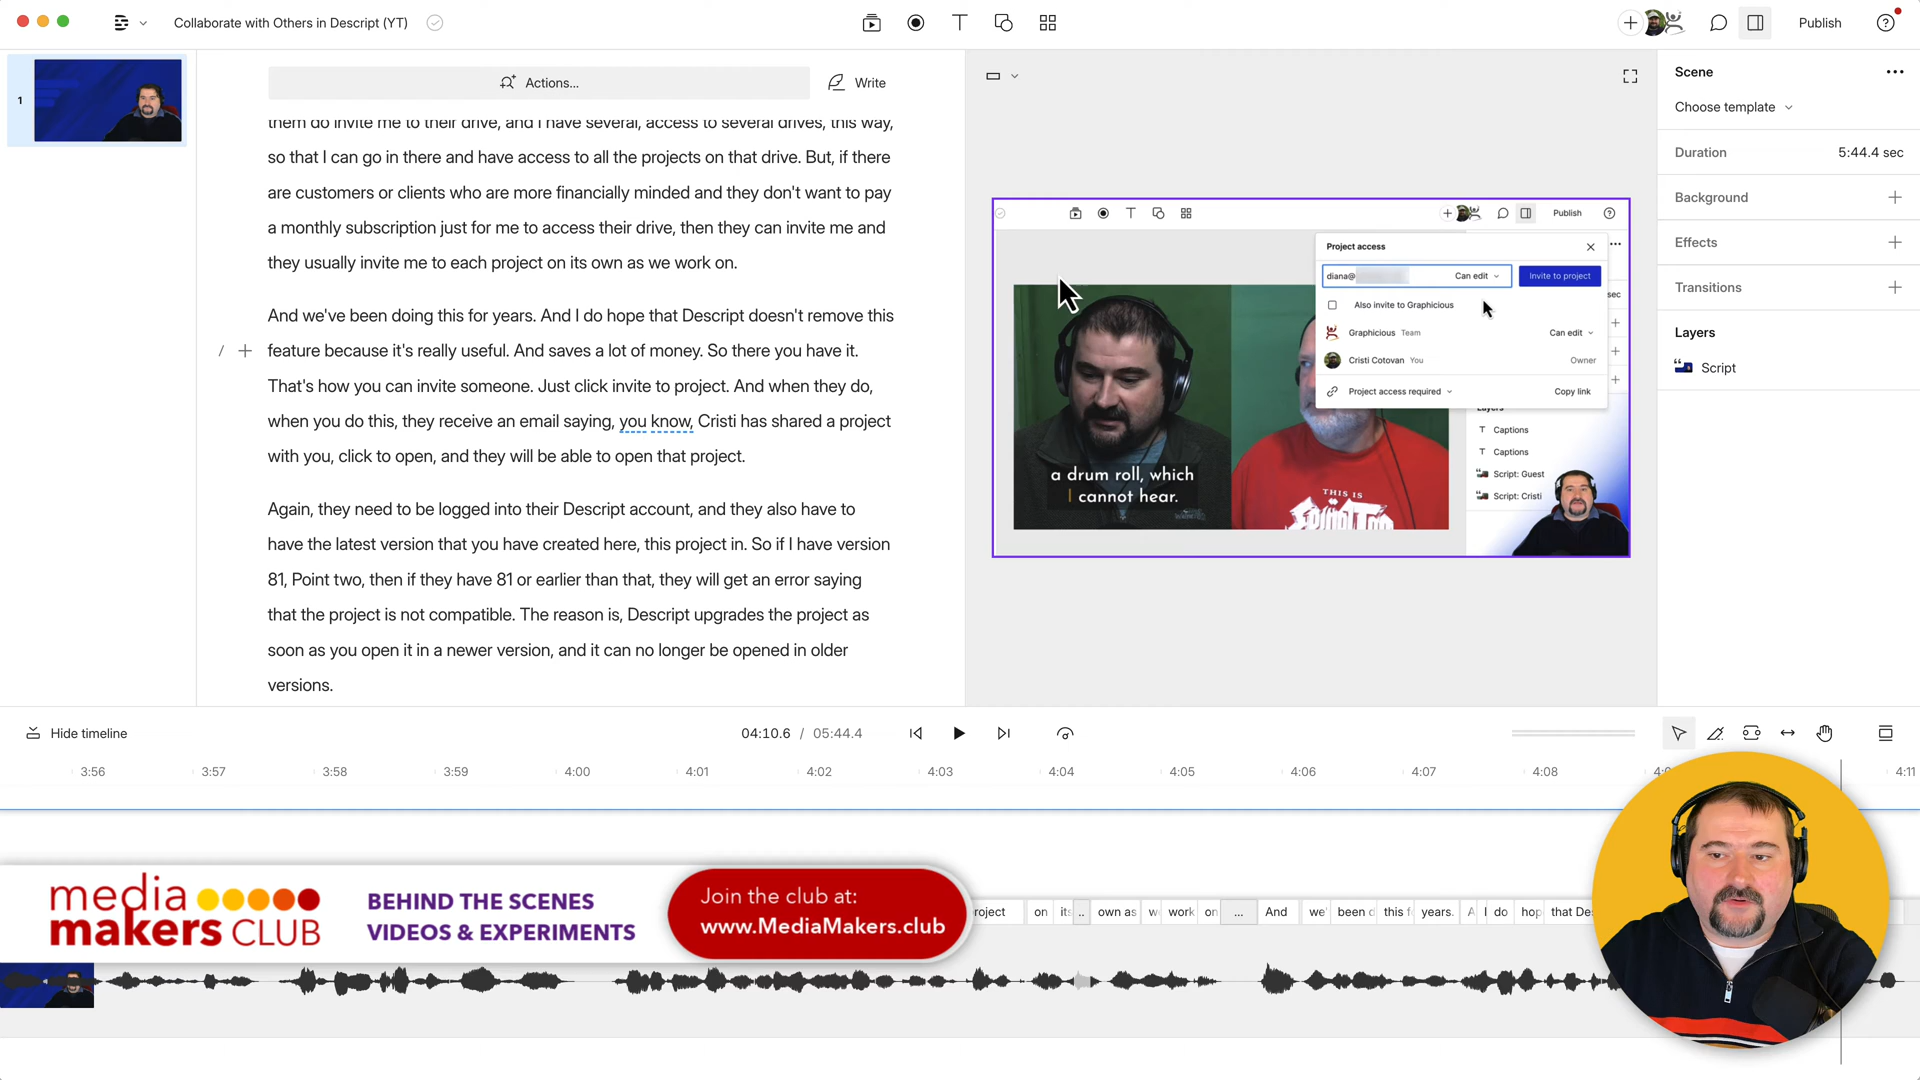 Collaborate with Others in Descript (YT)
Publish
1
Actions...
Write
them do invite me to their drive, and I have several, access to several drives, this way,
so that I can go in there and have access to all the projects on that drive. But, if there
are customers or clients who are more financially minded and they don't want to pay
a monthly subscription just for me to access their drive, then they can invite me and
they usually invite me to each project on its own as we work on.
And we've been doing this for years. And I do hope that Descript doesn't remove this
/ + feature because it's really useful. And saves a lot of money. So there you have it.
That's how you can invite someone. Just click invite to project. And when they do,
when you do this, they receive an email saying, you know, Cristi has shared a project
with you, click to open, and they will be able to open that project.
Again, they need to be logged into their Descript account, and they also have to
have the latest version that you have created here, this project in. So if I have version
81, Point two, then if they have 81 or earlier than that, they will get an error saying
that the project is not compatible. The reason is, Descript upgrades the project as
soon as you open it in a newer version, and it can no longer be opened in older
versions.
Publish
Project access
diana@
Can edit
Invite to project
sec
Also invite to Graphicious
Graphicious Team
Can edit
Cristi Cotovan You
Owner
Project access required
Copy link
Layers
Captions
Captions
Script: Guest
Script: Cristi
a drum roll, which
I cannot hear.
THIS IS
Scene
Choose template
Duration
5:44.4 sec
Background
Effects
Transitions
Layers
Script
Hide timeline
04:10.6 / 05:44.4
3:56
3:57
3:58
3:59
4:00
4:01
4:02
4:03
4:04
4:05
4:06
4:07
4:08
4:11
roject
on
its
..
own as
w
work
on
...
And
we'
been d
this f
years.
A
I
do
hop
that Des
media
makers CLUB
BEHIND THE SCENES
VIDEOS & EXPERIMENTS
Join the club at:
www.MediaMakers.club